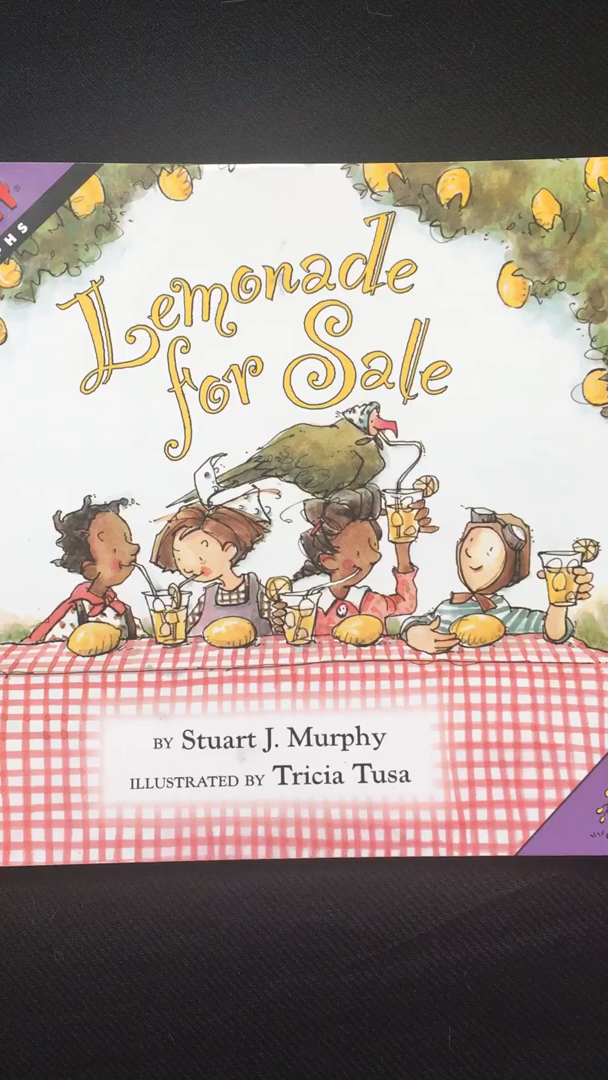 Lemonade
for Sale
BY Stuart J. Murphy
ILLUSTRATED BY Tricia Tusa